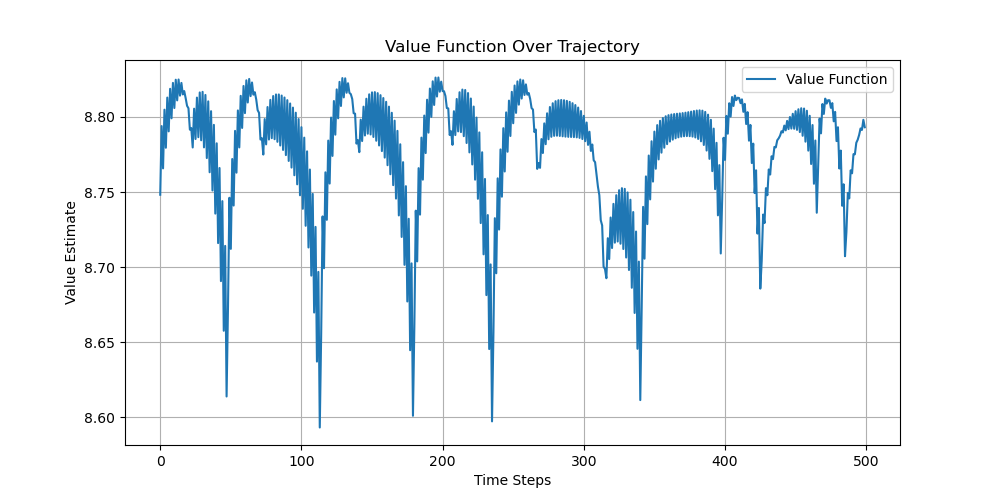 Value Function Over Trajectory
Value Function
Value Estimate
8.80
8.75
8.70
8.65
8.60
0 100 200 300 400 500
Time Steps